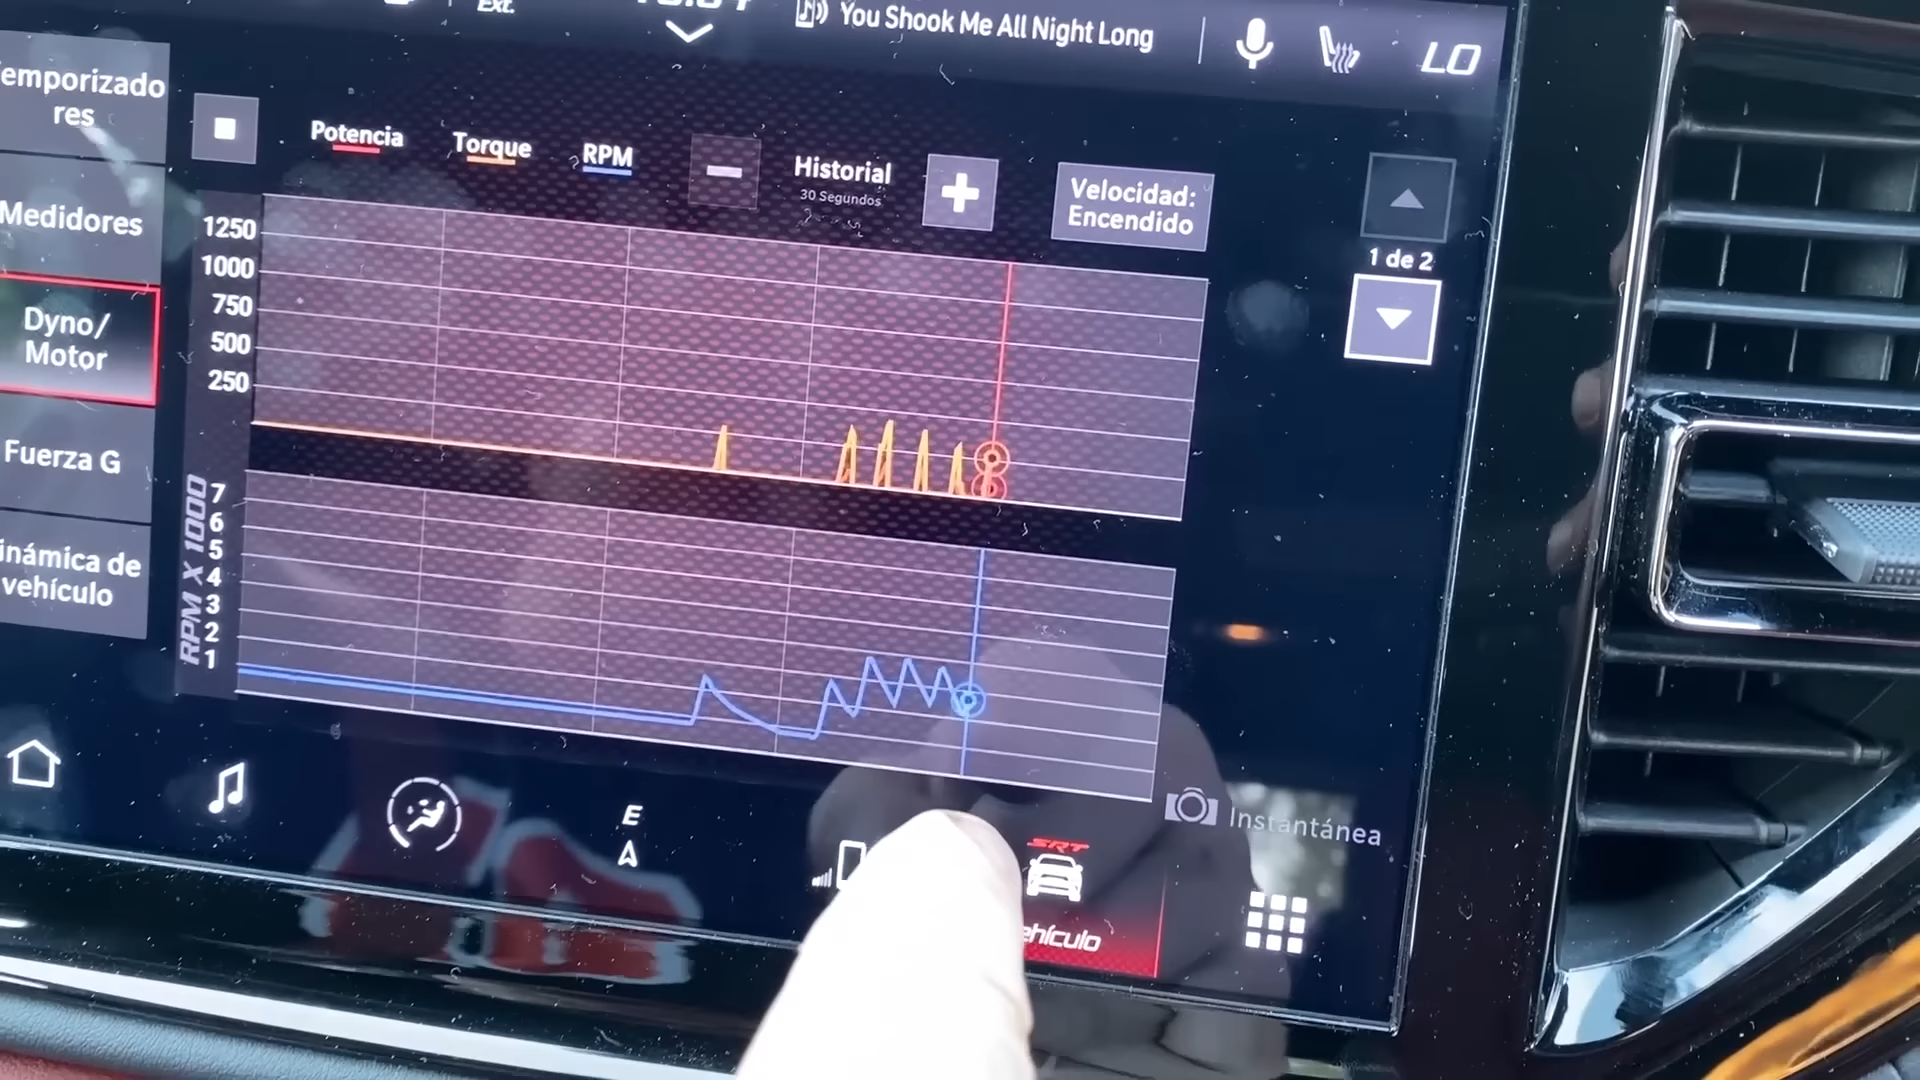 Ext.
You Shook Me All Night Long
LO
emporizado
res
Medidores
Dyno/
Motor
Fuerza G
inámica de
vehículo
Potencia
Torque
RPM
Historial
30 Segundos
Velocidad:
Encendido
1 de 2
1250
1000
750
500
250
RPM X 1000
7
6
5
4
3
2
1
E
SRT
ehículo
Instantánea